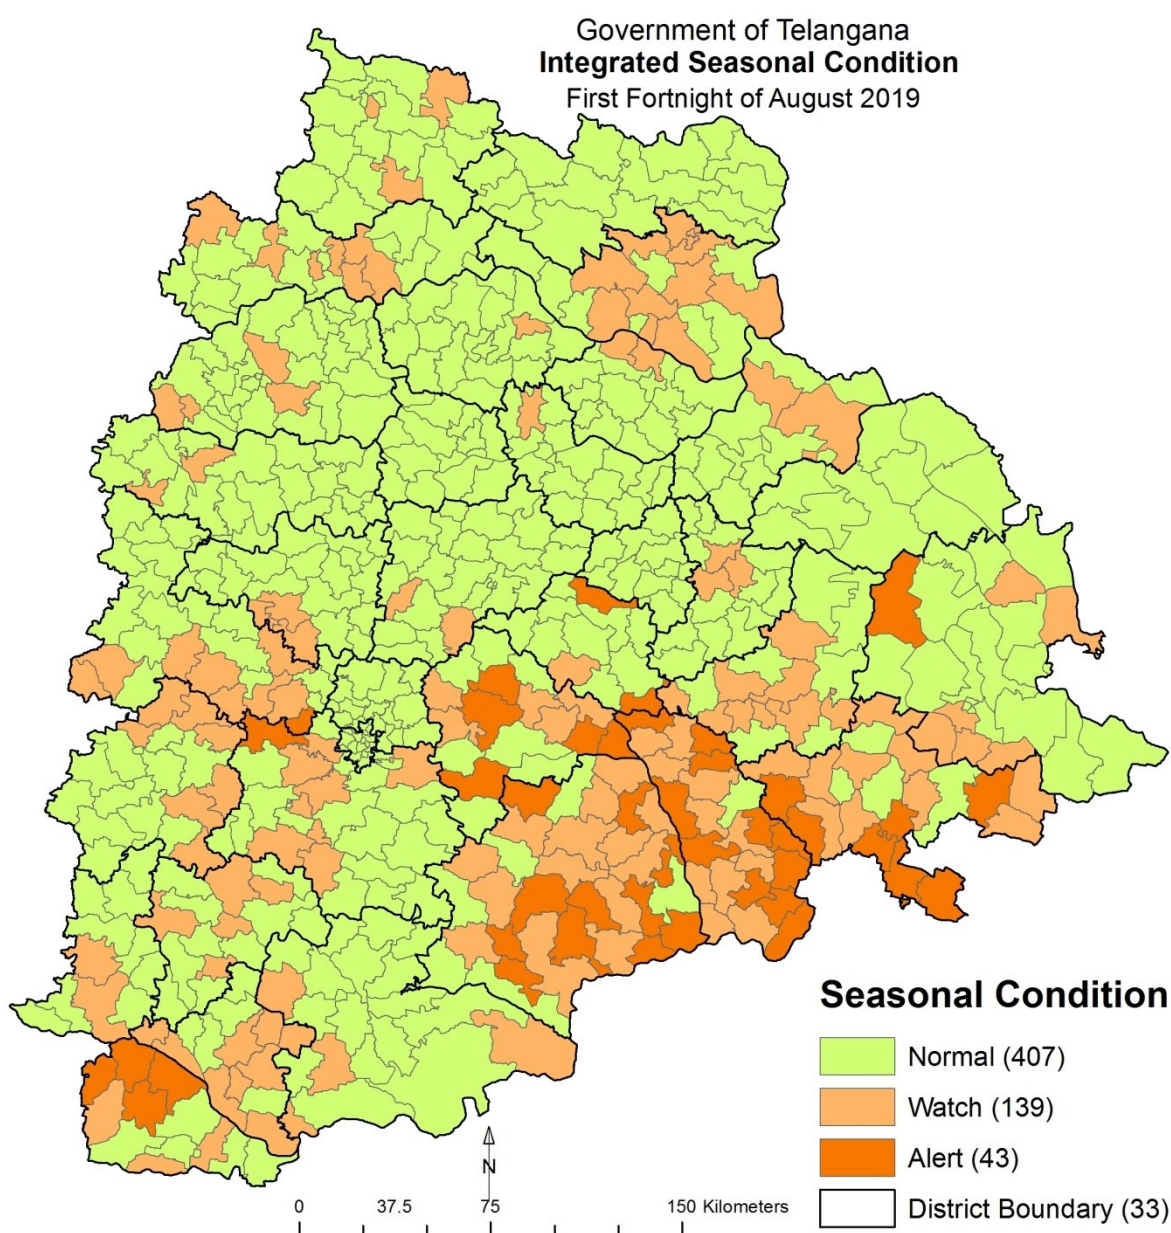 Government of Telangana
Integrated Seasonal Condition
First Fortnight of August 2019
Seasonal Condition
Normal (407)
Watch (139)
Alert (43)
District Boundary (33)
N
0 37.5 75 150 Kilometers